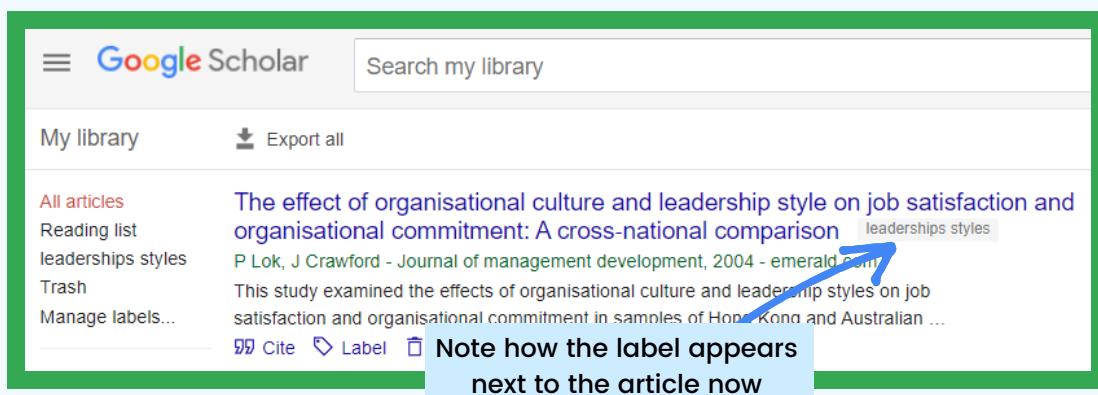 Google Scholar
Search my library
My library
Export all
All articles
Reading list
leaderships styles
Trash
Manage labels...
The effect of organisational culture and leadership style on job satisfaction and
organisational commitment: A cross-national comparison leaderships styles
P Lok, J Crawford - Journal of management development, 2004 - emerald.com
This study examined the effects of organisational culture and leadership styles on job
satisfaction and organisational commitment in samples of Hong Kong and Australian …
Cite Label
Note how the label appears
next to the article now